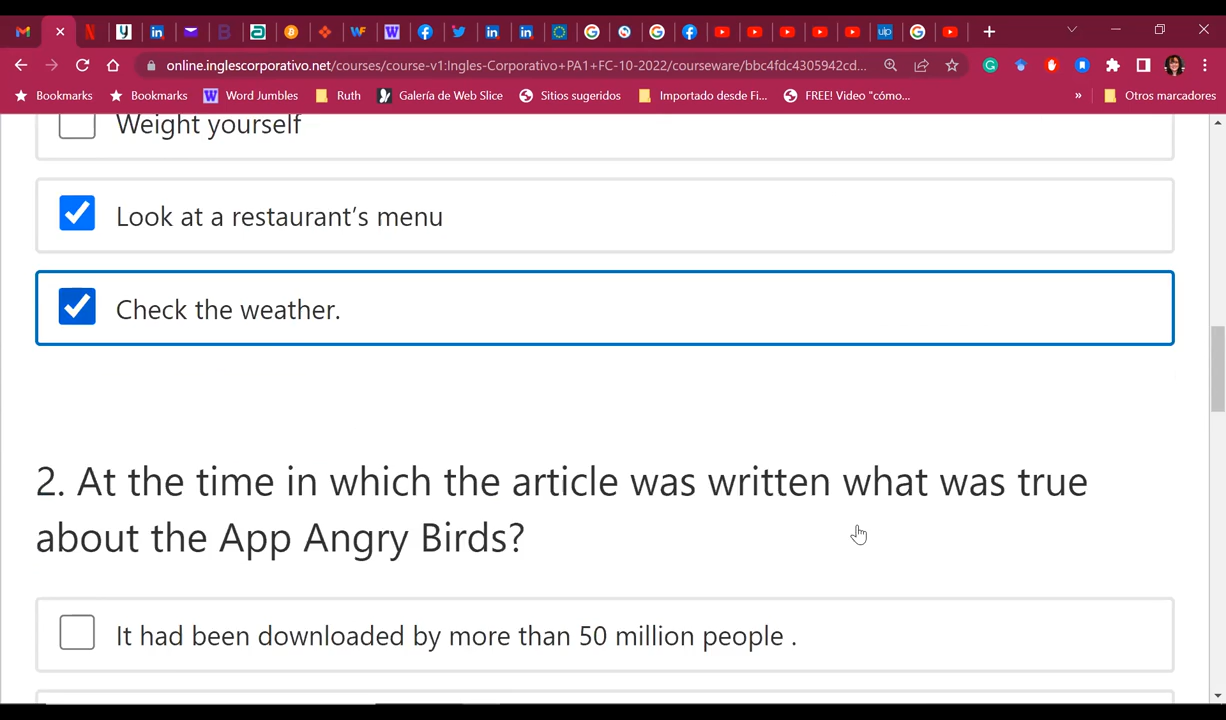 online.inglescorporativo.net/courses/course-v1:Ingles-Corporativo+PA1+FC-10-2022/courseware/bbc4fdc4305942cd...
Bookmarks
Bookmarks
Word Jumbles
Ruth
Galería de Web Slice
Sitios sugeridos
Importado desde Fi...
FREE! Video "cómo...
»
Otros marcadores
Weight yourself
Look at a restaurant’s menu
Check the weather.
2. At the time in which the article was written what was true
about the App Angry Birds?
It had been downloaded by more than 50 million people .